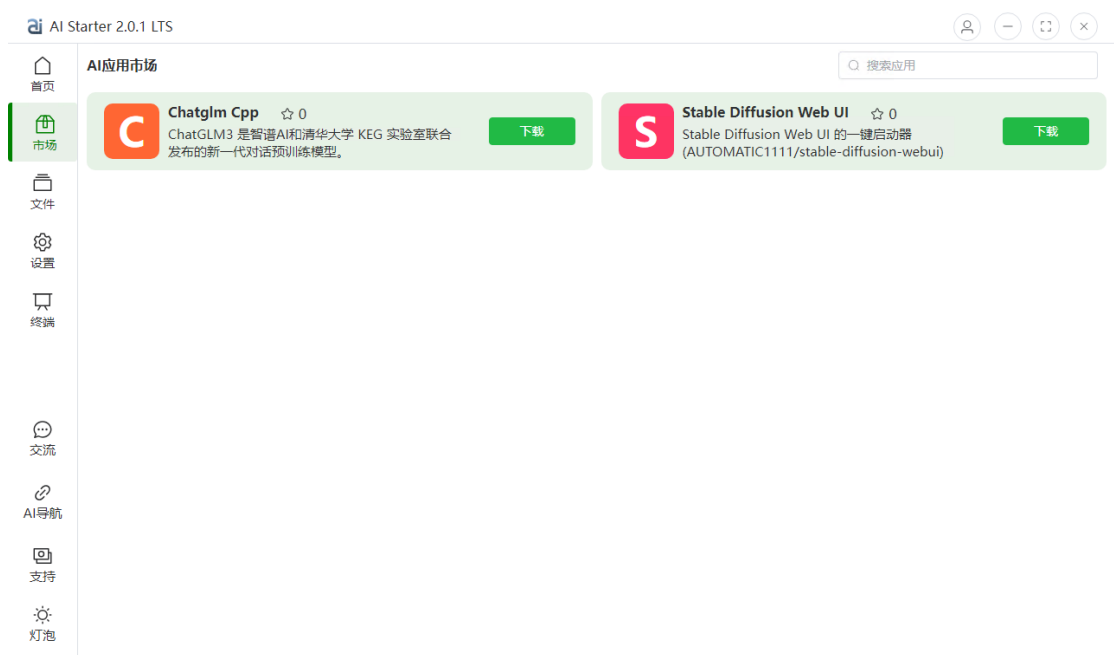 ai AI Starter 2.0.1 LTS
首页
市场
文件
设置
终端
交流
AI导航
支持
灯泡
AI应用市场
搜索应用
C
Chatglm Cpp 0
ChatGLM3 是智谱AI和清华大学 KEG 实验室联合
发布的新一代对话预训练模型。
下载
S
Stable Diffusion Web UI 0
Stable Diffusion Web UI 的一键启动器
(AUTOMATIC1111/stable-diffusion-webui)
下载